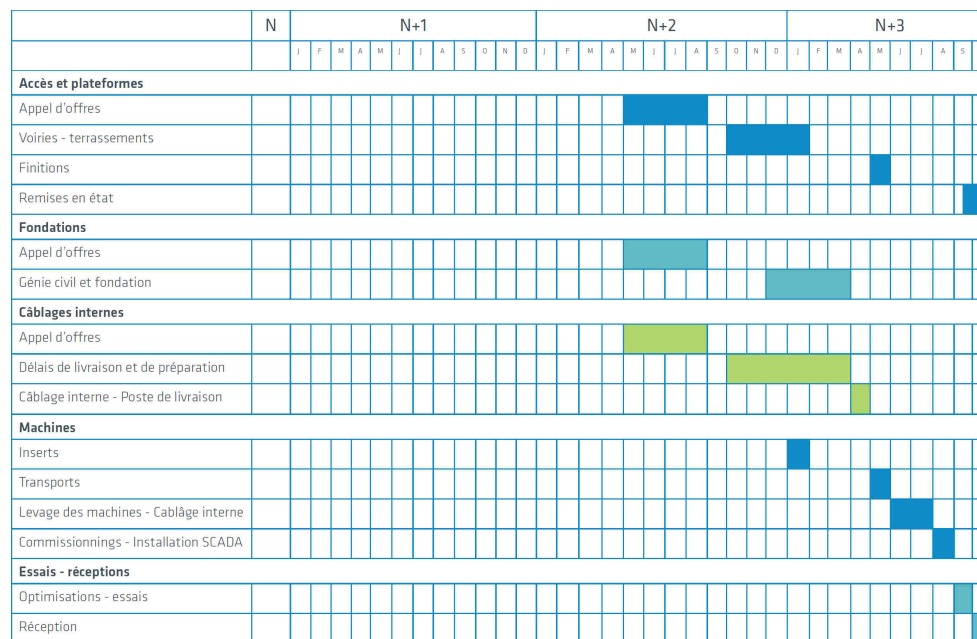 N N+1 N+2 N+3
J F M A M J J A S O N D J F M A M J J A S O N D J F M A M J J A S
Accès et plateformes
Appel d'offres
Voiries - terrassements
Finitions
Remises en état
Fondations
Appel d'offres
Génie civil et fondation
Câblages internes
Appel d'offres
Délais de livraison et de préparation
Câblage interne - Poste de livraison
Machines
Inserts
Transports
Levage des machines - Cablâge interne
Commissionnings - Installation SCADA
Essais - réceptions
Optimisations - essais
Réception